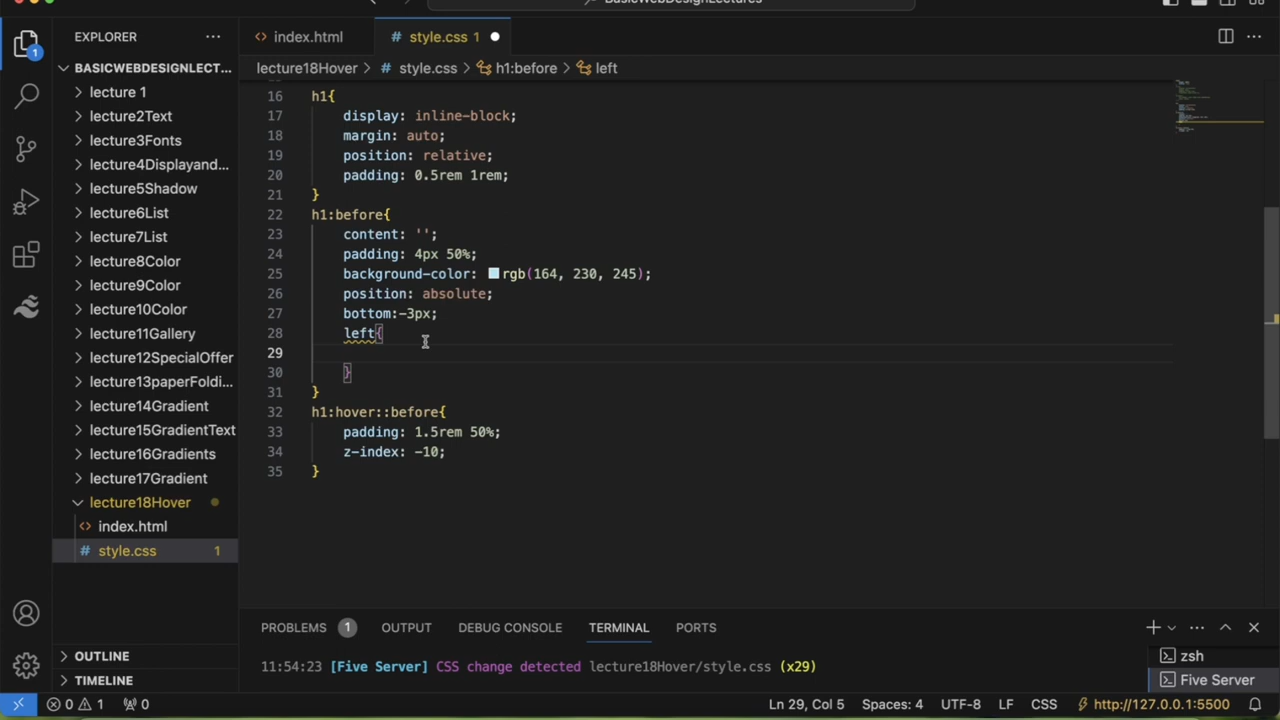 BasicWebDesignLectures
1
EXPLORER
index.html
style.css 1
BASICWEBDESIGNLECT...
lecture18Hover > style.css > h1:before > left
lecture 1
lecture2Text
lecture3Fonts
lecture4Displayand...
lecture5Shadow
lecture6List
lecture7List
lecture8Color
lecture9Color
lecture10Color
lecture11Gallery
lecture12SpecialOffer
lecture13paperFoldi...
lecture14Gradient
lecture15GradientText
lecture16Gradients
lecture17Gradient
lecture18Hover
index.html
style.css 1
OUTLINE
TIMELINE
16 h1{
17 display: inline-block;
18 margin: auto;
19 position: relative;
20 padding: 0.5rem 1rem;
21 }
22 h1:before{
23 content: '';
24 padding: 4px 50%;
25 background-color: rgb(164, 230, 245);
26 position: absolute;
27 bottom:-3px;
28 left{
29
30 }
31 }
32 h1:hover::before{
33 padding: 1.5rem 50%;
34 z-index: -10;
35 }
PROBLEMS 1 OUTPUT DEBUG CONSOLE TERMINAL PORTS
11:54:23 [Five Server] CSS change detected lecture18Hover/style.css (x29)
zsh
Five Server
0 1 0 Ln 29, Col 5 Spaces: 4 UTF-8 LF CSS http://127.0.0.1:5500